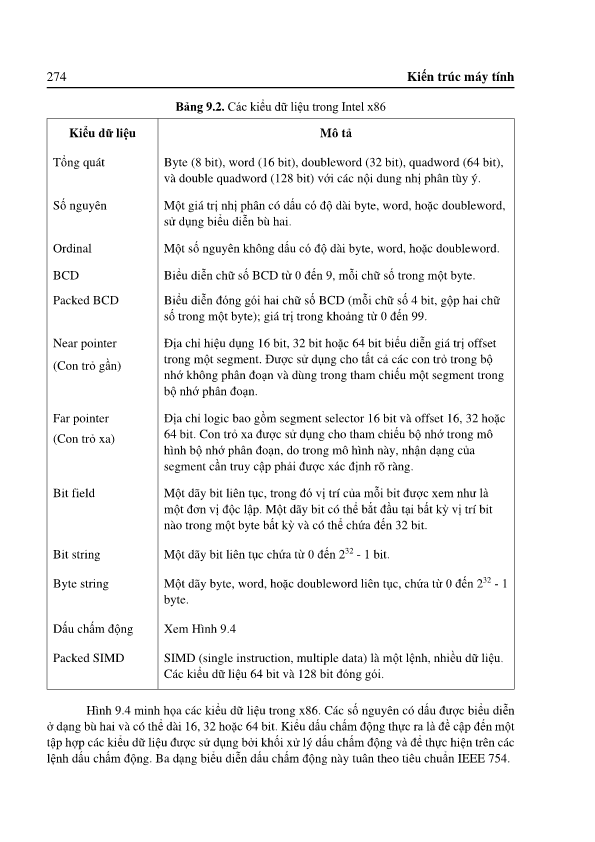 274
Kiến trúc máy tính
Bảng 9.2. Các kiểu dữ liệu trong Intel x86
Kiểu dữ liệu
Mô tả
Tổng quát
Byte (8 bit), word (16 bit), doubleword (32 bit), quadword (64 bit),
và double quadword (128 bit) với các nội dung nhị phân tùy ý.
Số nguyên
Một giá trị nhị phân có dấu có độ dài byte, word, hoặc doubleword,
sử dụng biểu diễn bù hai.
Ordinal
Một số nguyên không dấu có độ dài byte, word, hoặc doubleword.
BCD
Biểu diễn chữ số BCD từ 0 đến 9, mỗi chữ số trong một byte.
Packed BCD
Biểu diễn đóng gói hai chữ số BCD (mỗi chữ số 4 bit, gộp hai chữ
số trong một byte); giá trị trong khoảng từ 0 đến 99.
Near pointer
(Con trỏ gần)
Địa chỉ hiệu dụng 16 bit, 32 bit hoặc 64 bit biểu diễn giá trị offset
trong một segment. Được sử dụng cho tất cả các con trỏ trong bộ
nhớ không phân đoạn và dùng trong tham chiếu một segment trong
bộ nhớ phân đoạn.
Far pointer
(Con trỏ xa)
Địa chỉ logic bao gồm segment selector 16 bit và offset 16, 32 hoặc
64 bit. Con trỏ xa được sử dụng cho tham chiếu bộ nhớ trong mô
hình bộ nhớ phân đoạn, do trong mô hình này, nhận dạng của
segment cần truy cập phải được xác định rõ ràng.
Bit field
Một dãy bit liên tục, trong đó vị trí của mỗi bit được xem như là
một đơn vị độc lập. Một dãy bit có thể bắt đầu tại bất kỳ vị trí bit
nào trong một byte bất kỳ và có thể chứa đến 32 bit.
Bit string
Một dãy bit liên tục chứa từ 0 đến 2³² - 1 bit.
Byte string
Một dãy byte, word, hoặc doubleword liên tục, chứa từ 0 đến 2³² - 1
byte.
Dấu chấm động
Xem Hình 9.4
Packed SIMD
SIMD (single instruction, multiple data) là một lệnh, nhiều dữ liệu.
Các kiểu dữ liệu 64 bit và 128 bit đóng gói.
Hình 9.4 minh họa các kiểu dữ liệu trong x86. Các số nguyên có dấu được biểu diễn
ở dạng bù hai và có thể dài 16, 32 hoặc 64 bit. Kiểu dấu chấm động thực ra là đề cập đến một
tập hợp các kiểu dữ liệu được sử dụng bởi khối xử lý dấu chấm động và để thực hiện trên các
lệnh dấu chấm động. Ba dạng biểu diễn dấu chấm động này tuân theo tiêu chuẩn IEEE 754.